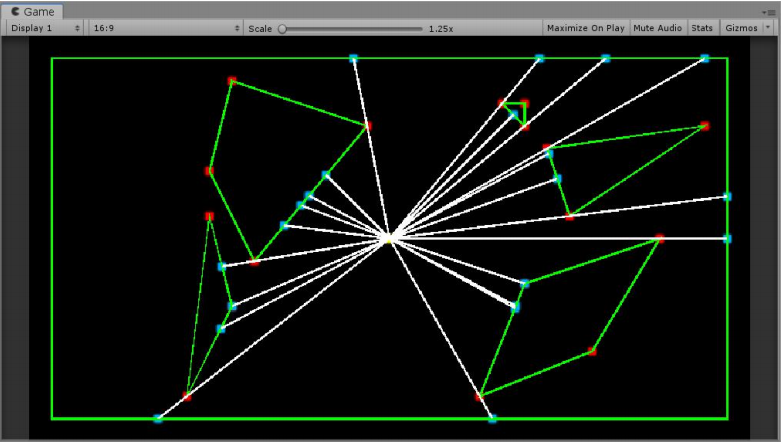 Game
Display 1 16:9 Scale 1.25x Maximize On Play Mute Audio Stats Gizmos